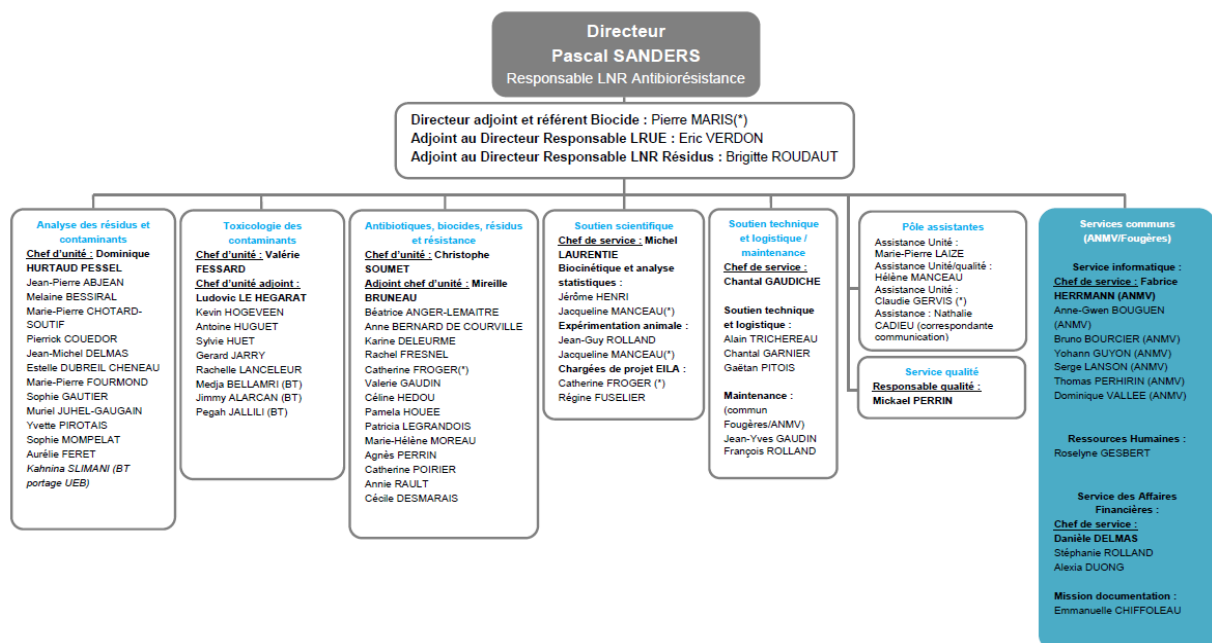 Directeur
Pascal SANDERS
Responsable LNR Antibiorésistance
Directeur adjoint et référent Biocide : Pierre MARIS(*)
Adjoint au Directeur Responsable LRUE : Eric VERDON
Adjoint au Directeur Responsable LNR Résidus : Brigitte ROUDAUT
Analyse des résidus et
contaminants
Chef d'unité : Dominique
HURTAUD PESSEL
Jean-Pierre ABJEAN
Melaine BESSIRAL
Marie-Pierre CHOTARD-
SOUTIF
Pierrick COUEDOR
Jean-Michel DELMAS
Estelle DUBREIL CHENEAU
Marie-Pierre FOURMOND
Sophie GAUTIER
Muriel JUHEL-GAUGAIN
Yvette PIROTAIS
Sophie MOMPELAT
Aurélie FERET
Kahnina SLIMANI (BT
portage UEB)
Toxicologie des
contaminants
Chef d'unité : Valérie
FESSARD
Chef d'unité adjoint :
Ludovic LE HEGARAT
Kevin HOGEVEEN
Antoine HUGUET
Sylvie HUET
Gerard JARRY
Rachelle LANCELEUR
Medja BELLAMRI (BT)
Jimmy ALARCAN (BT)
Pegah JALLILI (BT)
Antibiotiques, biocides, résidus
et résistance
Chef d'unité : Christophe
SOUMET
Adjoint chef d'unité : Mireille
BRUNEAU
Béatrice ANGER-LEMAITRE
Anne BERNARD DE COURVILLE
Karine DELEURME
Rachel FRESNEL
Catherine FROGER(*)
Valerie GAUDIN
Céline HEDOU
Pamela HOUEE
Patricia LEGRANDOIS
Marie-Hélène MOREAU
Agnès PERRIN
Catherine POIRIER
Annie RAULT
Cécile DESMARAIS
Soutien scientifique
Chef de service : Michel
LAURENTIE
Biocinétique et analyse
statistiques :
Jérôme HENRI
Jacqueline MANCEAU(*)
Expérimentation animale :
Jean-Guy ROLLAND
Jacqueline MANCEAU(*)
Chargées de projet EILA :
Catherine FROGER (*)
Régine FUSELIER
Soutien technique
et logistique /
maintenance
Chef de service :
Chantal GAUDICHE
Soutien technique
et logistique :
Alain TRICHEREAU
Chantal GARNIER
Gaëtan PITOIS
Maintenance :
(commun
Fougères/ANMV)
Jean-Yves GAUDIN
François ROLLAND
Pôle assistantes
Assistance Unité :
Marie-Pierre LAIZE
Assistance Unité/qualité :
Hélène MANCEAU
Assistance Unité :
Claudie GERVIS (*)
Assistance : Nathalie
CADIEU (correspondante
communication)
Service qualité
Responsable qualité :
Mickael PERRIN
Services communs
(ANMV/Fougères)
Service informatique :
Chef de service : Fabrice
HERRMANN (ANMV)
Anne-Gwen BOUGUEN
(ANMV)
Bruno BOURCIER (ANMV)
Yohann GUYON (ANMV)
Serge LANSON (ANMV)
Thomas PERHIRIN (ANMV)
Dominique VALLEE (ANMV)
Ressources Humaines :
Roselyne GESBERT
Service des Affaires
Financières :
Chef de service :
Danièle DELMAS
Stéphanie ROLLAND
Alexia DUONG
Mission documentation :
Emmanuelle CHIFFOLEAU